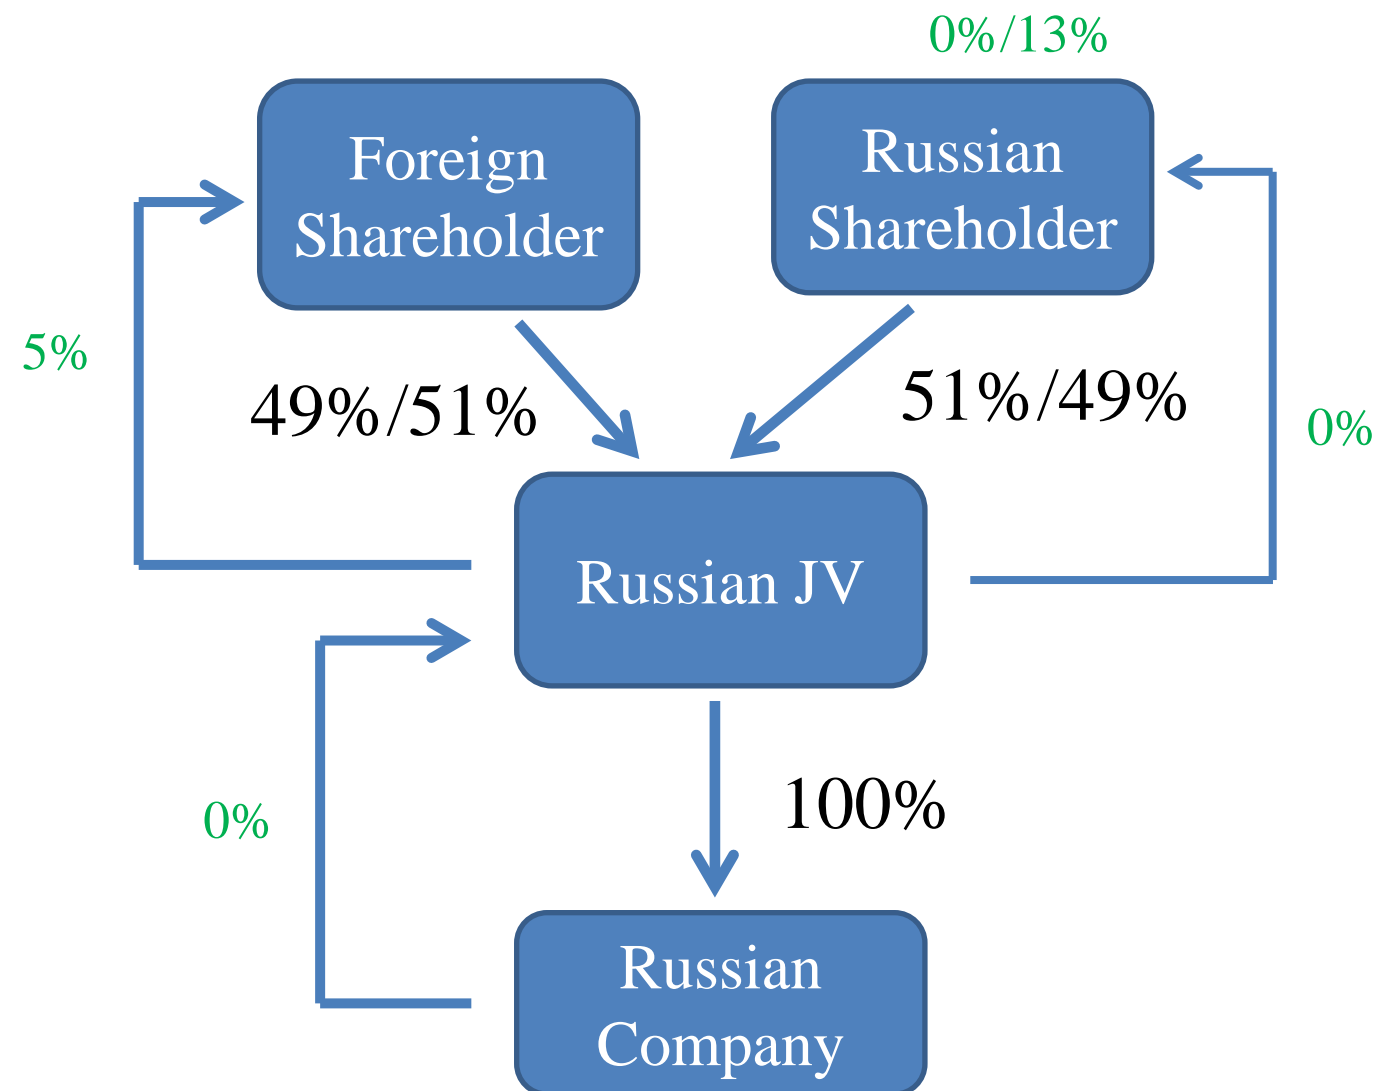 0%/13%
Foreign
Shareholder
Russian
Shareholder
5%
49%/51%
51%/49%
0%
Russian JV
0%
100%
Russian
Company